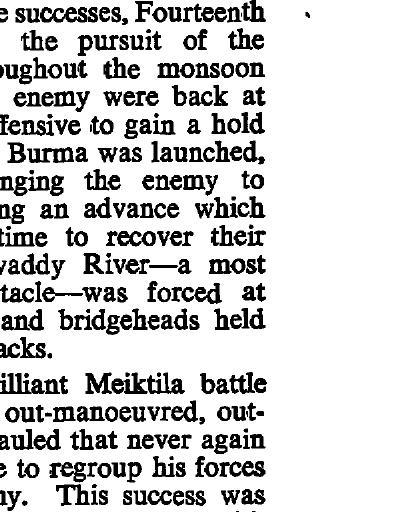 e successes, Fourteenth
the pursuit of the
oughout the monsoon
enemy were back at
ffensive to gain a hold
Burma was launched,
nging the enemy to
ng an advance which
time to recover their
vaddy River—a most
tacle—was forced at
and bridgeheads held
acks.
illiant Meiktila battle
out-manoeuvred, out-
auled that never again
e to regroup his forces
ny. This success was